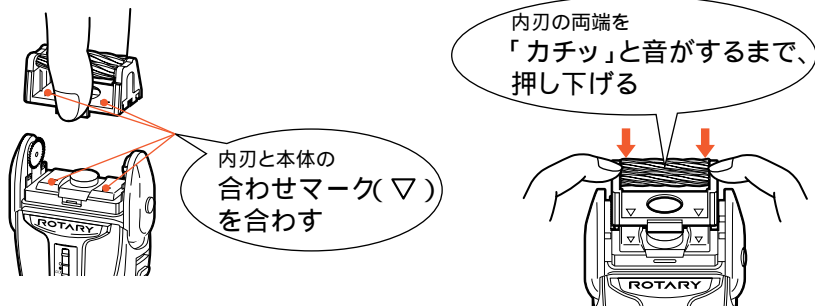 内刃と本体の
合わせマーク(▽)
を合わす
ROTARY
内刃の両端を
「カチッ」と音がするまで、
押し下げる
ROTARY